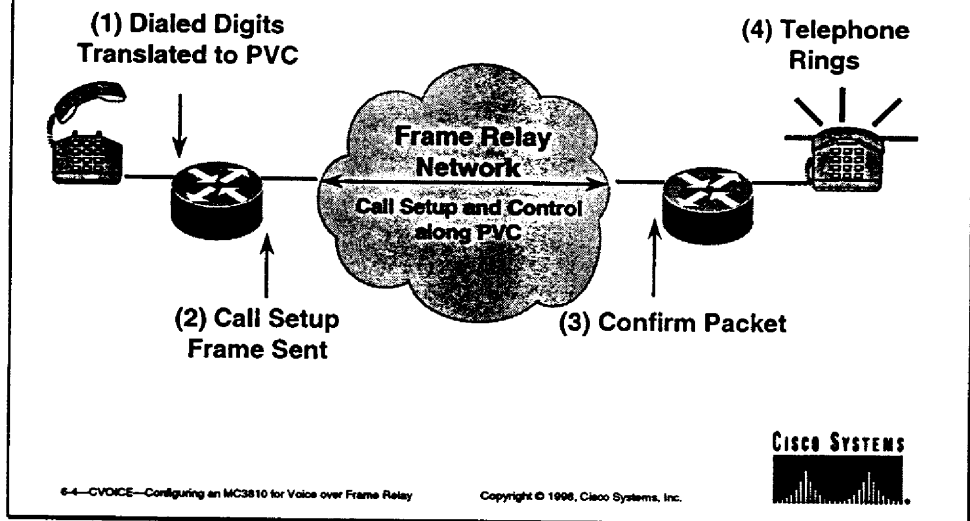 (1) Dialed Digits
Translated to PVC
(4) Telephone
Rings
Frame Relay
Network
Call Setup and Control
along PVC
(2) Call Setup
Frame Sent
(3) Confirm Packet
CISCO SYSTEMS
6-4—CVOICE—Configuring an MC3810 for Voice over Frame Relay
Copyright © 1998, Cisco Systems, Inc.